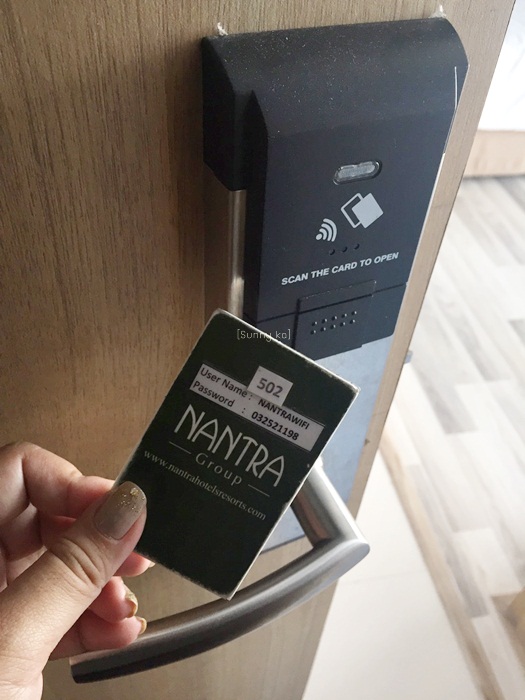 SCAN THE CARD TO OPEN
[Sunny.ko]
502
User Name : NANTRAWIFI
Password : 032521198
NANTRA
Group
www.nantrahotelsresorts.com